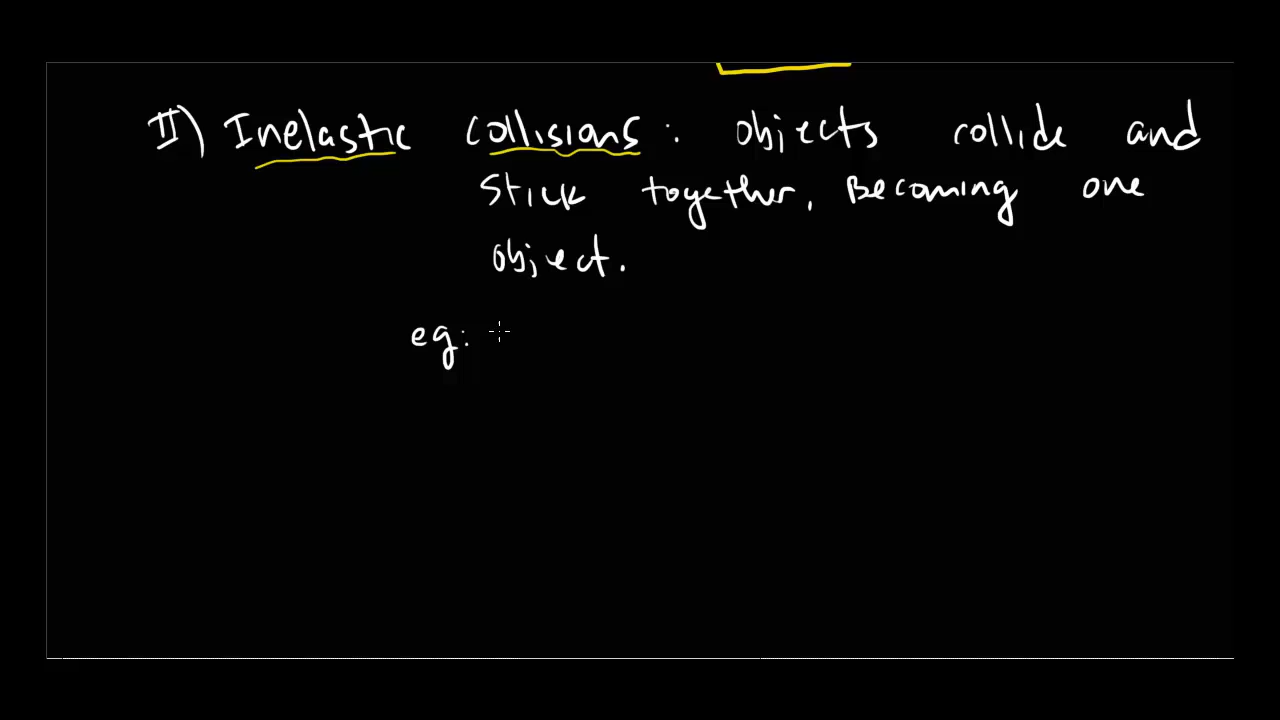 II) Inelastic collisions: objects collide and
stick together, Becoming one
object.
eg: